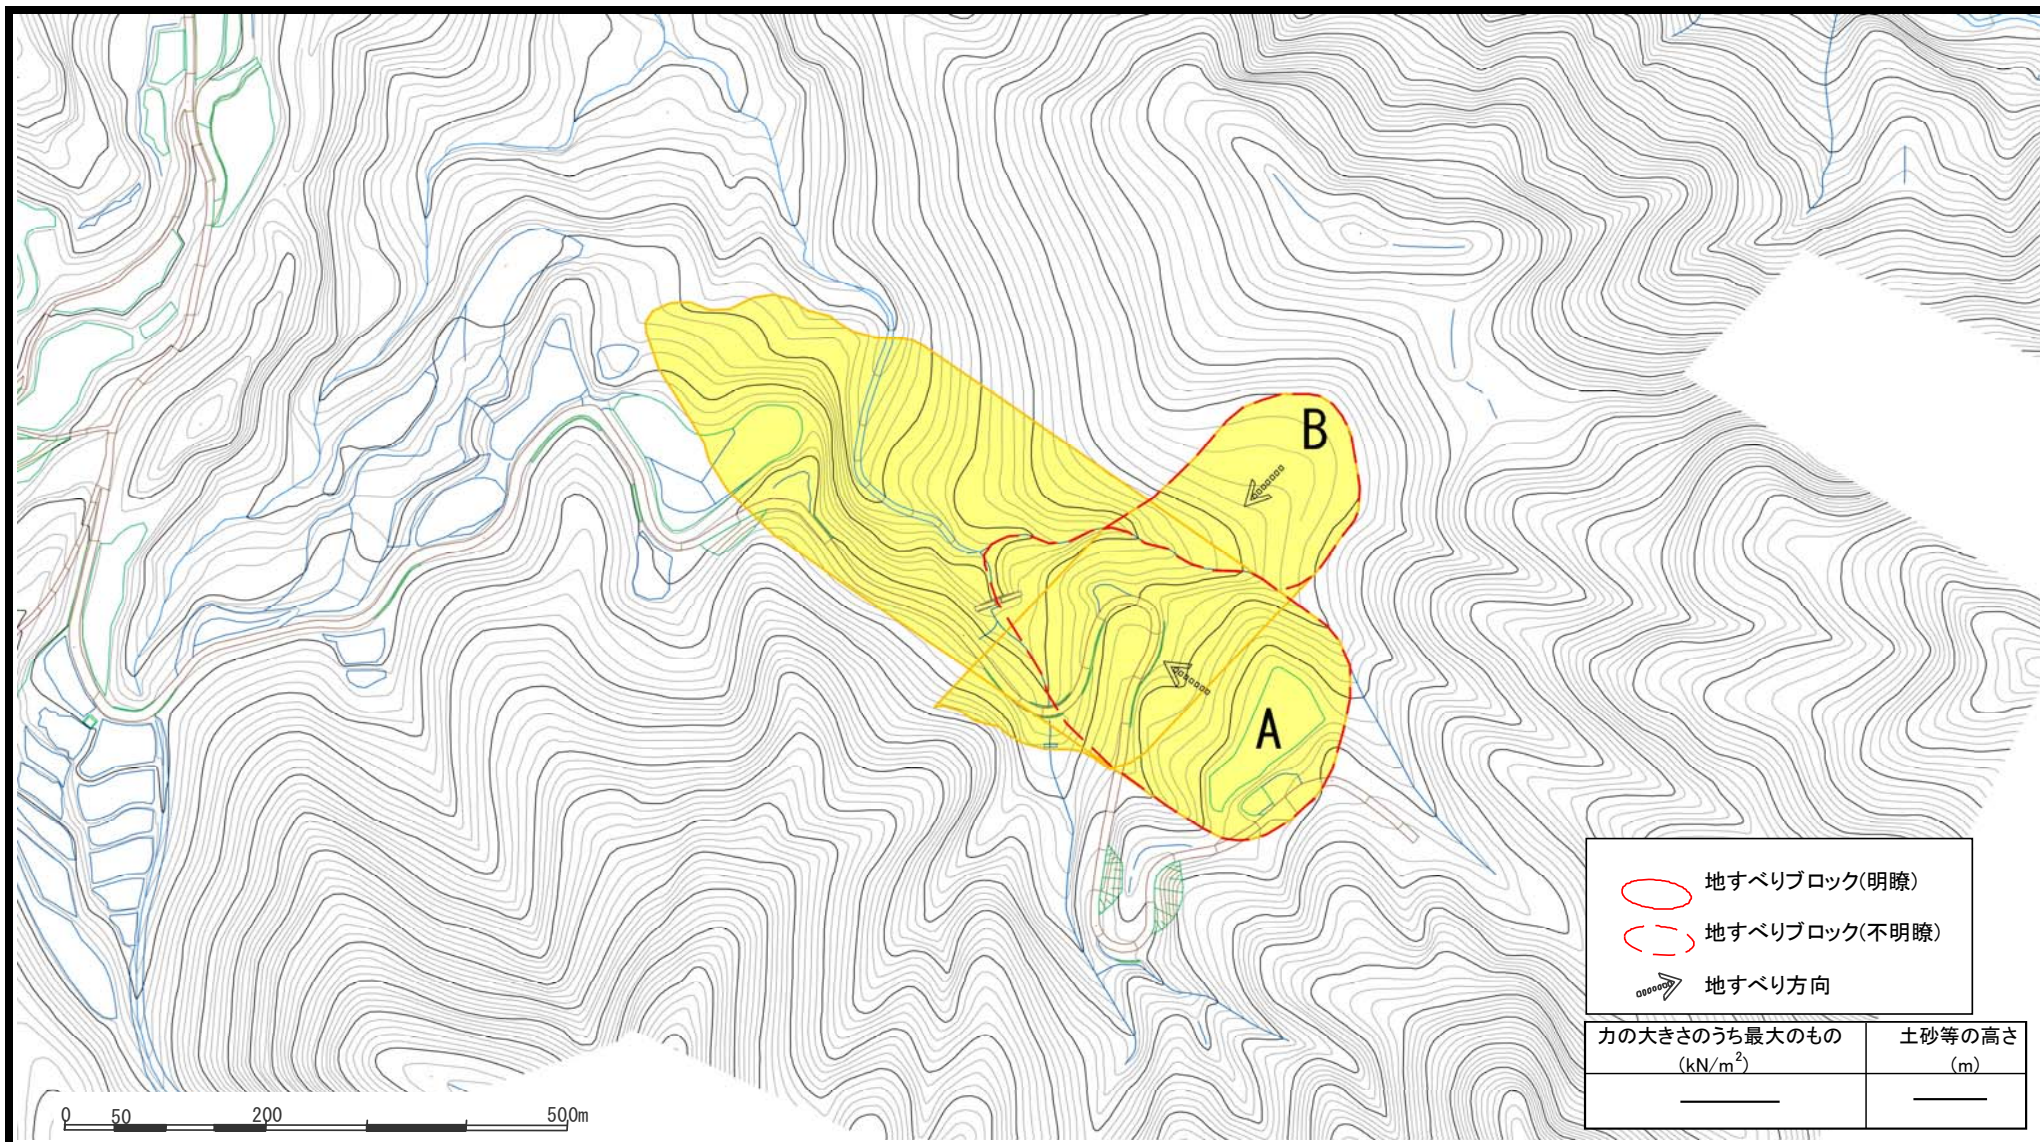 B
A
地すべりブロック(明瞭)
地すべりブロック(不明瞭)
地すべり方向
力の大きさのうち最大のもの
(kN/m²)
土砂等の高さ
(m)
0 50 200 500m